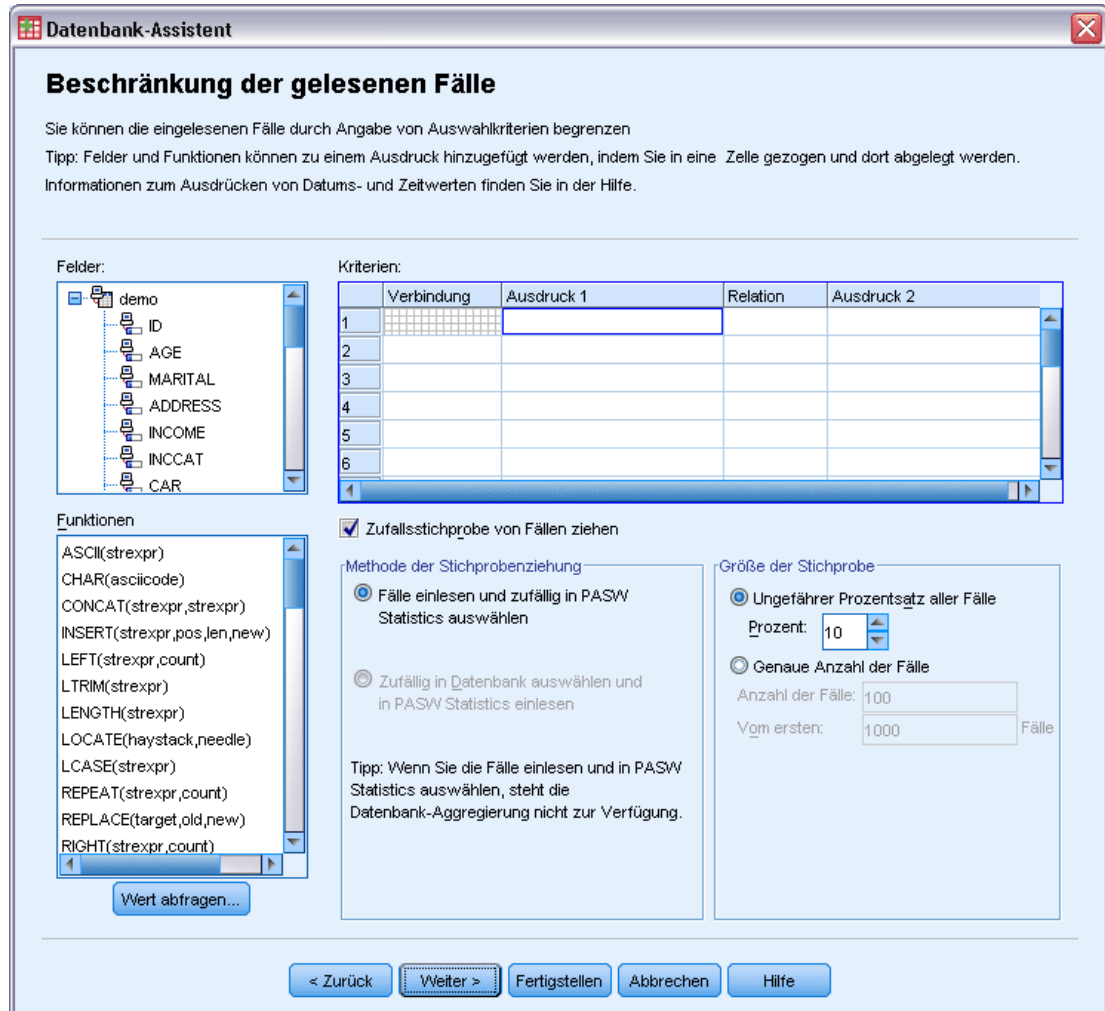 Datenbank-Assistent
Beschränkung der gelesenen Fälle
Sie können die eingelesenen Fälle durch Angabe von Auswahlkriterien begrenzen
Tipp: Felder und Funktionen können zu einem Ausdruck hinzugefügt werden, indem Sie in eine Zelle gezogen und dort abgelegt werden.
Informationen zum Ausdrücken von Datums- und Zeitwerten finden Sie in der Hilfe.
Felder:
demo
ID
AGE
MARITAL
ADDRESS
INCOME
INCCAT
CAR
Kriterien:
Verbindung Ausdruck 1 Relation Ausdruck 2
1
2
3
4
5
6
Funktionen
ASCII(strexpr)
CHAR(asciicode)
CONCAT(strexpr,strexpr)
INSERT(strexpr,pos,len,new)
LEFT(strexpr,count)
LTRIM(strexpr)
LENGTH(strexpr)
LOCATE(haystack,needle)
LCASE(strexpr)
REPEAT(strexpr,count)
REPLACE(target,old,new)
RIGHT(strexpr,count)
Wert abfragen...
Zufallsstichprobe von Fällen ziehen
Methode der Stichprobenziehung
Fälle einlesen und zufällig in PASW
Statistics auswählen
Zufällig in Datenbank auswählen und
in PASW Statistics einlesen
Tipp: Wenn Sie die Fälle einlesen und in PASW
Statistics auswählen, steht die
Datenbank-Aggregierung nicht zur Verfügung.
Größe der Stichprobe
Ungefährer Prozentsatz aller Fälle
Prozent: 10
Genaue Anzahl der Fälle
Anzahl der Fälle: 100
Vom ersten: 1000 Fälle
< Zurück Weiter > Fertigstellen Abbrechen Hilfe